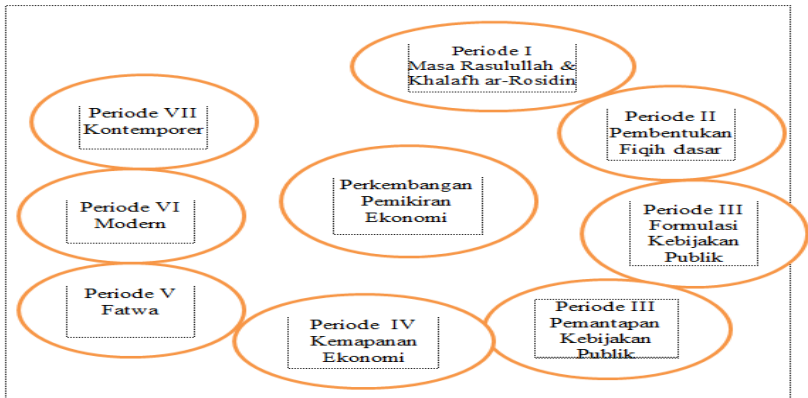 Periode I
Masa Rasulullah &
Khalafh ar-Rosidin
Periode II
Pembentukan
Fiqih dasar
Periode III
Formulasi
Kebijakan
Publik
Periode III
Pemantapan
Kebijakan
Publik
Periode IV
Kemapanan
Ekonomi
Periode V
Fatwa
Periode VI
Modern
Periode VII
Kontemporer
Perkembangan
Pemikiran
Ekonomi